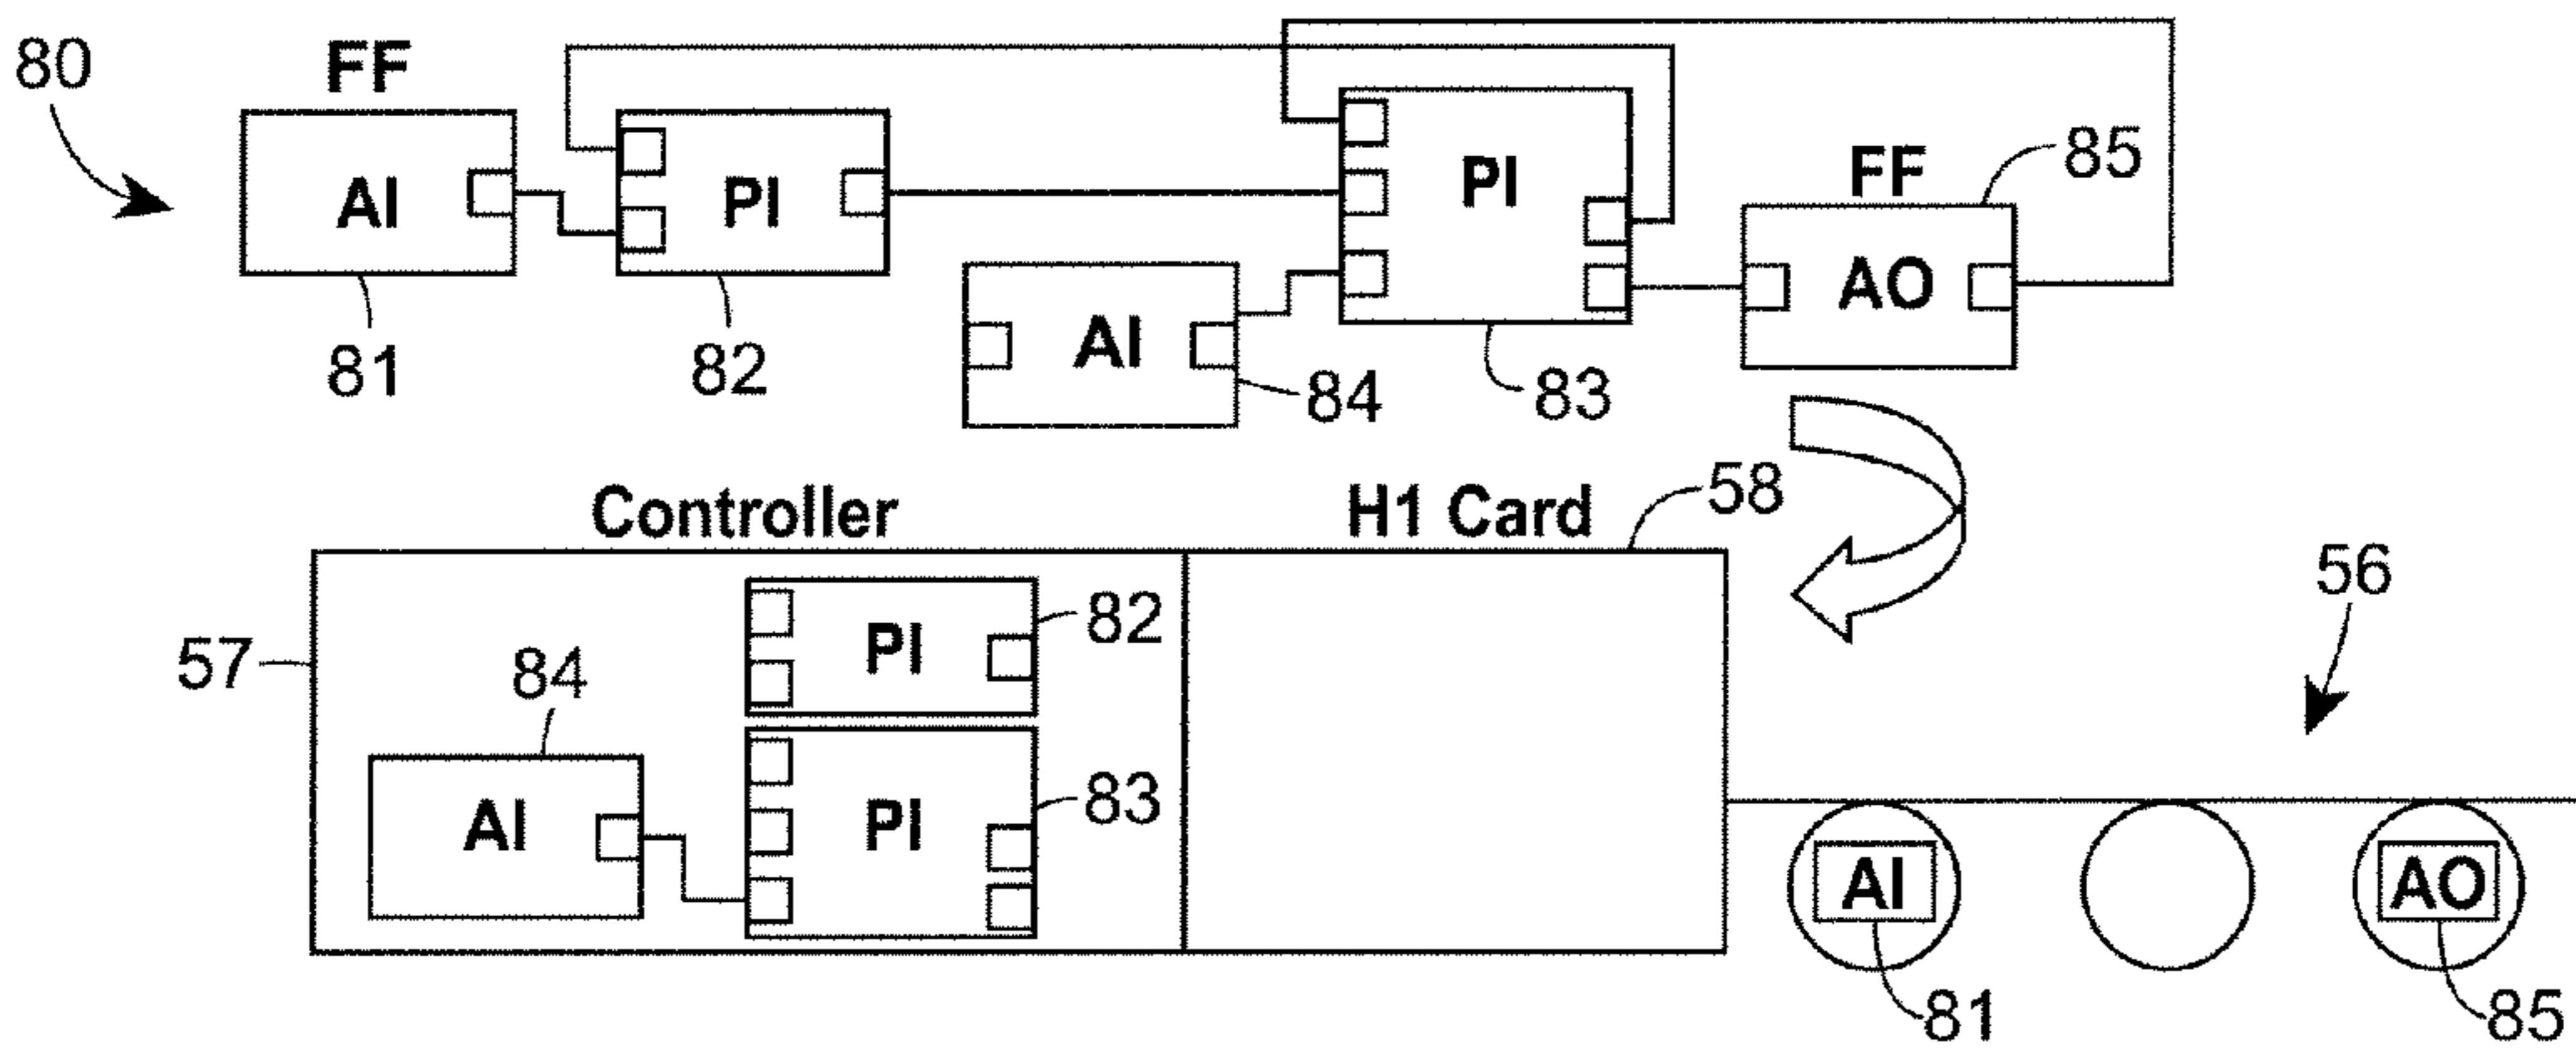 80
FF
AI
PI
PI
FF
85
AO
AI
81
82
84
83
Controller
H1 Card
58
56
57
84
PI
82
AI
PI
83
AI
AO
81
85